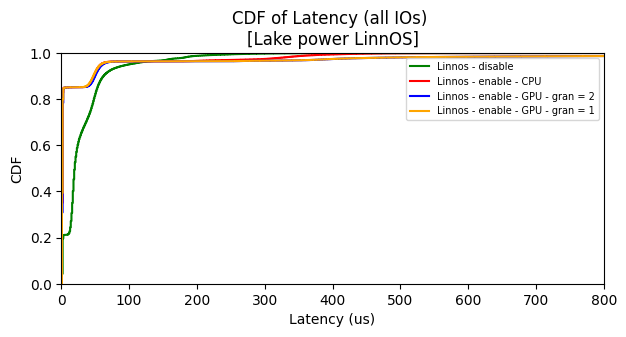 CDF of Latency (all IOs)
[Lake power LinnOS]
CDF
1.0
0.8
0.6
0.4
0.2
0.0
Linnos - disable
Linnos - enable - CPU
Linnos - enable - GPU - gran = 2
Linnos - enable - GPU - gran = 1
0 100 200 300 400 500 600 700 800
Latency (us)